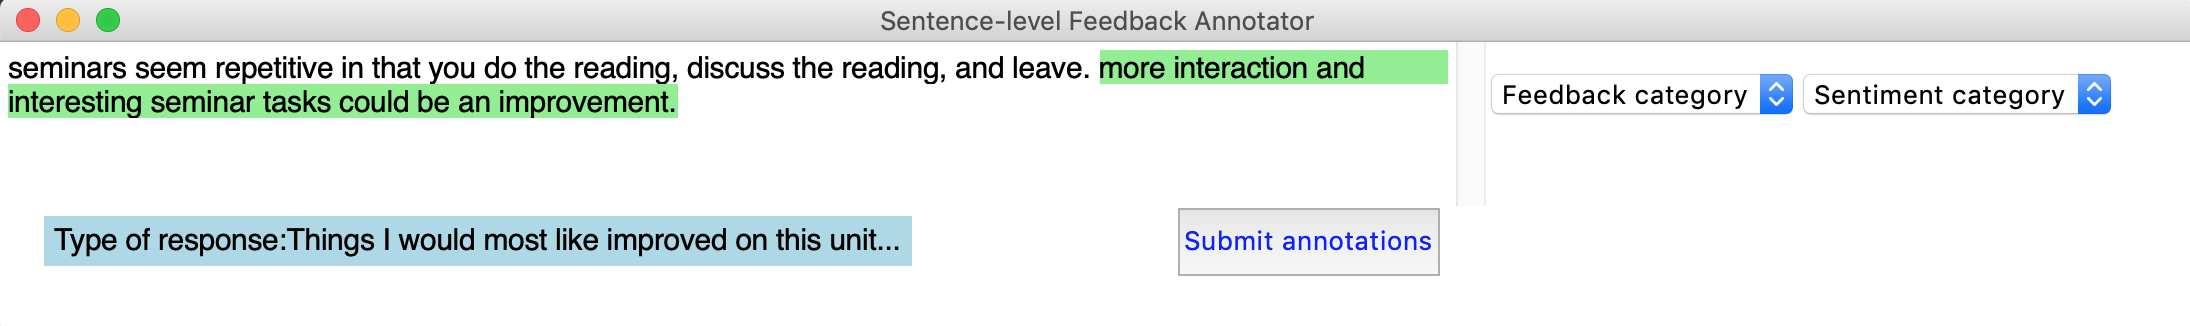 Sentence-level Feedback Annotator
seminars seem repetitive in that you do the reading, discuss the reading, and leave. more interaction and
interesting seminar tasks could be an improvement.
Feedback category
Sentiment category
Type of response:Things I would most like improved on this unit...
Submit annotations